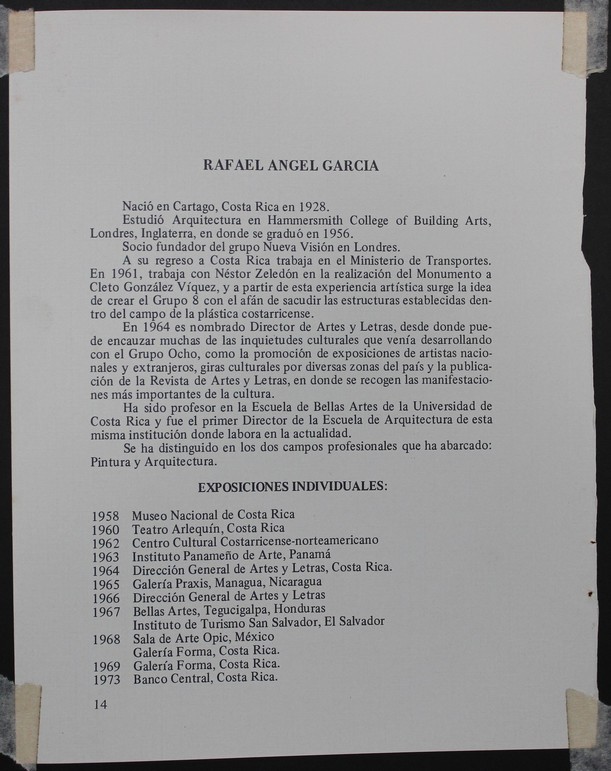 RAFAEL ANGEL GARCIA
Nació en Cartago, Costa Rica en 1928.
Estudió Arquitectura en Hammersmith College of Building Arts,
Londres, Inglaterra, en donde se graduó en 1956.
Socio fundador del grupo Nueva Visión en Londres.
A su regreso a Costa Rica trabaja en el Ministerio de Transportes.
En 1961, trabaja con Néstor Zeledón en la realización del Monumento a
Cleto González Víquez, y a partir de esta experiencia artística surge la idea
de crear el Grupo 8 con el afán de sacudir las estructuras establecidas den-
tro del campo de la plástica costarricense.
En 1964 es nombrado Director de Artes y Letras, desde donde pue-
de encauzar muchas de las inquietudes culturales que venía desarrollando
con el Grupo Ocho, como la promoción de exposiciones de artistas nacio-
nales y extranjeros, giras culturales por diversas zonas del país y la publica-
ción de la Revista de Artes y Letras, en donde se recogen las manifestacio-
nes más importantes de la cultura.
Ha sido profesor en la Escuela de Bellas Artes de la Universidad de
Costa Rica y fue el primer Director de la Escuela de Arquitectura de esta
misma institución donde labora en la actualidad.
Se ha distinguido en los dos campos profesionales que ha abarcado:
Pintura y Arquitectura.
EXPOSICIONES INDIVIDUALES:
1958 Museo Nacional de Costa Rica
1960 Teatro Arlequín, Costa Rica
1962 Centro Cultural Costarricense-norteamericano
1963 Instituto Panameño de Arte, Panamá
1964 Dirección General de Artes y Letras, Costa Rica.
1965 Galería Praxis, Managua, Nicaragua
1966 Dirección General de Artes y Letras
1967 Bellas Artes, Tegucigalpa, Honduras
Instituto de Turismo San Salvador, El Salvador
1968 Sala de Arte Opic, México
Galería Forma, Costa Rica.
1969 Galería Forma, Costa Rica.
1973 Banco Central, Costa Rica.
14